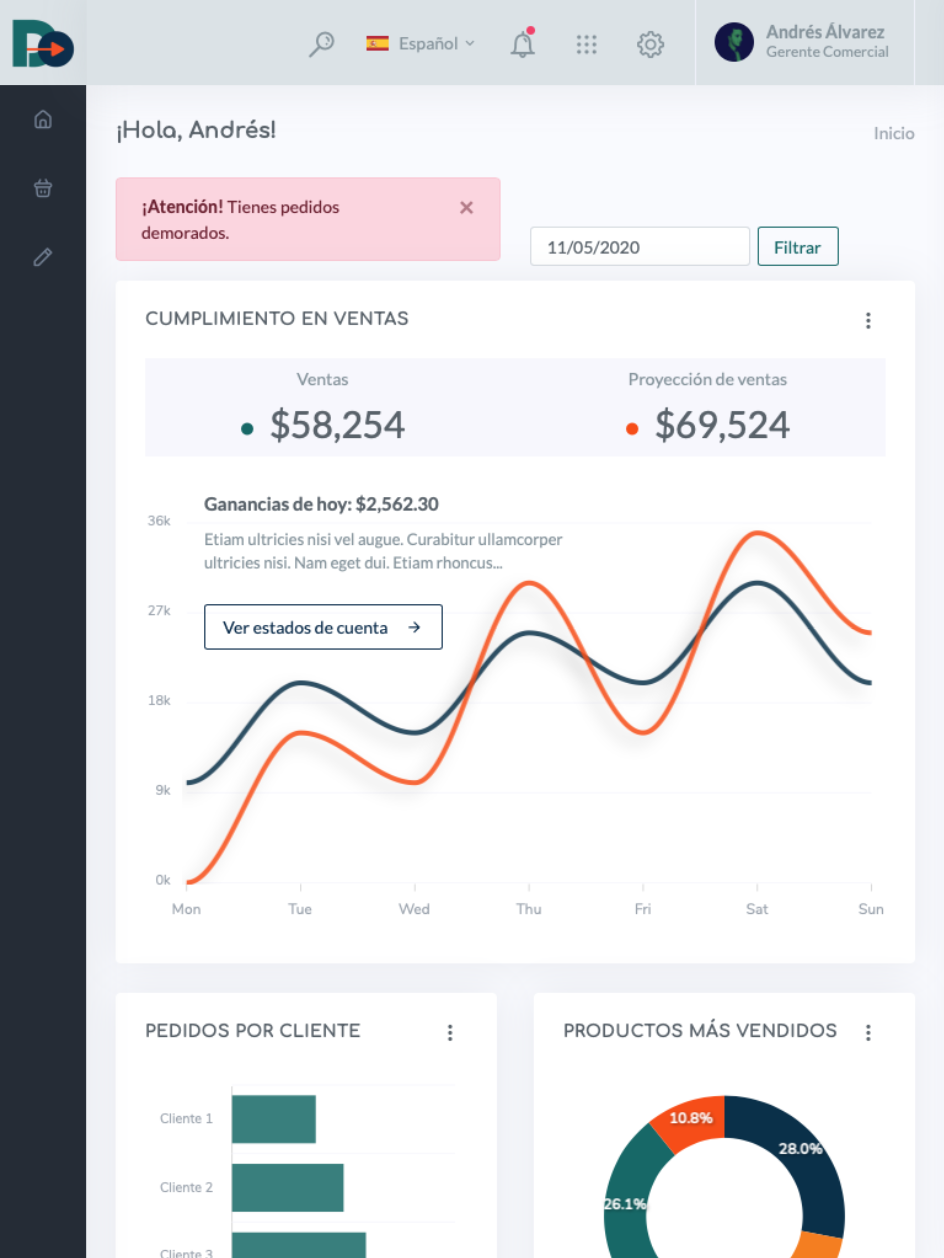 Español
Andrés Álvarez
Gerente Comercial
¡Hola, Andrés!
Inicio
¡Atención! Tienes pedidos
demorados.
×
11/05/2020
Filtrar
CUMPLIMIENTO EN VENTAS
Ventas
Proyección de ventas
$58,254
$69,524
Ganancias de hoy: $2,562.30
Etiam ultricies nisi vel augue. Curabitur ullamcorper
ultricies nisi. Nam eget dui. Etiam rhoncus...
Ver estados de cuenta →
36k
27k
18k
9k
0k
Mon Tue Wed Thu Fri Sat Sun
PEDIDOS POR CLIENTE
Cliente 1
Cliente 2
Cliente 3
PRODUCTOS MÁS VENDIDOS
10.8%
28.0%
26.1%